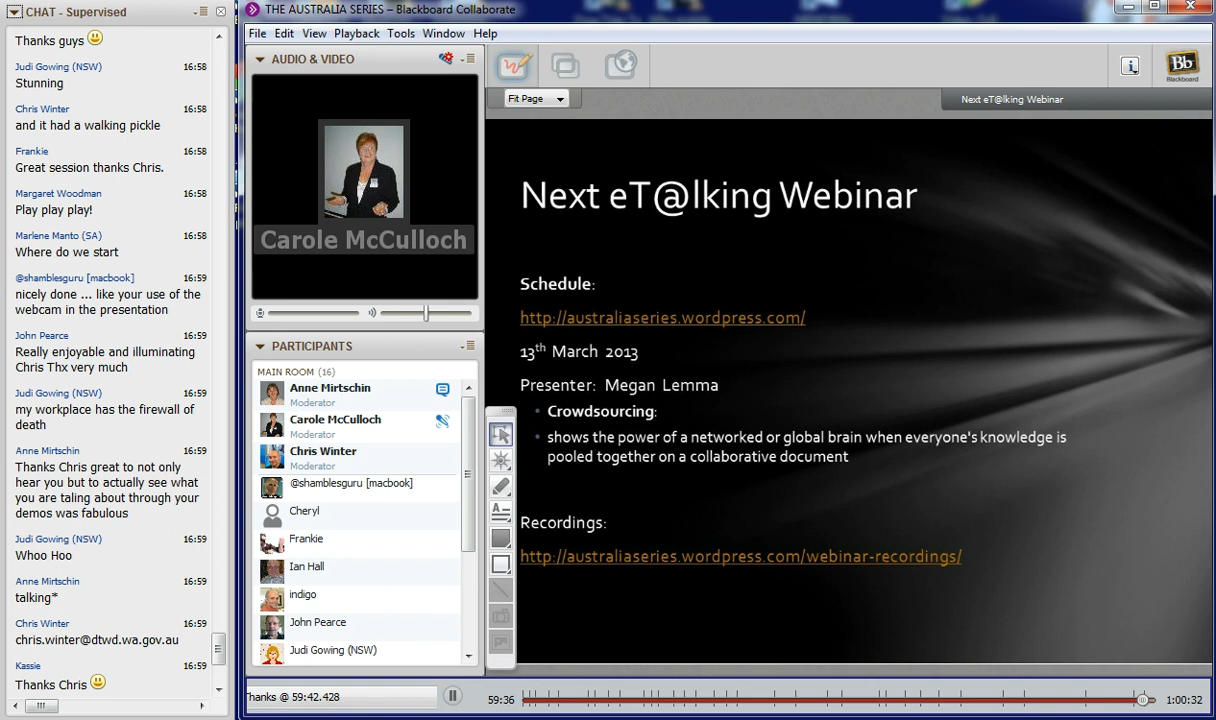 CHAT - Supervised
Thanks guys
Judi Gowing (NSW) 16:58
Stunning
Chris Winter 16:58
and it had a walking pickle
Frankie 16:58
Great session thanks Chris.
Margaret Woodman 16:58
Play play play!
Marlene Manto (SA) 16:58
Where do we start
@shamblesguru [macbook] 16:59
nicely done ... like your use of the
webcam in the presentation
John Pearce 16:59
Really enjoyable and illuminating
Chris Thx very much
Judi Gowing (NSW) 16:59
my workplace has the firewall of
death
Anne Mirtschin 16:59
Thanks Chris great to not only
hear you but to actually see what
you are taling about through your
demos was fabulous
Judi Gowing (NSW) 16:59
Whoo Hoo
Anne Mirtschin 16:59
talking*
Chris Winter 16:59
chris.winter@dtwd.wa.gov.au
Kassie 16:59
Thanks Chris
THE AUSTRALIA SERIES – Blackboard Collaborate
File Edit View Playback Tools Window Help
AUDIO & VIDEO
Carole McCulloch
PARTICIPANTS
MAIN ROOM (16)
Anne Mirtschin
Moderator
Carole McCulloch
Moderator
Chris Winter
Moderator
@shamblesguru [macbook]
Cheryl
Frankie
Ian Hall
indigo
John Pearce
Judi Gowing (NSW)
Bb
Blackboard
Fit Page
Next eT@lking Webinar
Next eT@lking Webinar
Schedule:
http://australiaseries.wordpress.com/
13th March 2013
Presenter: Megan Lemma
• Crowdsourcing:
• shows the power of a networked or global brain when everyone's knowledge is
pooled together on a collaborative document
Recordings:
http://australiaseries.wordpress.com/webinar-recordings/
hanks @ 59:42.428
59:36
1:00:32